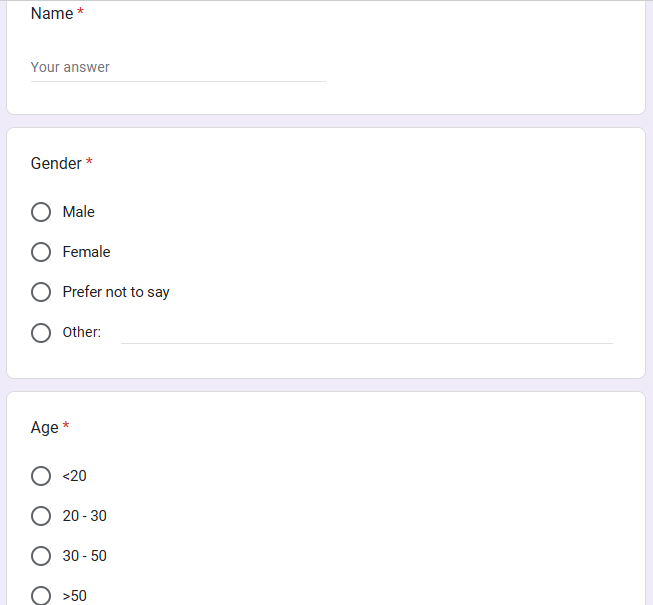 Name *
Your answer
Gender *
Male
Female
Prefer not to say
Other:
Age *
<20
20 - 30
30 - 50
>50